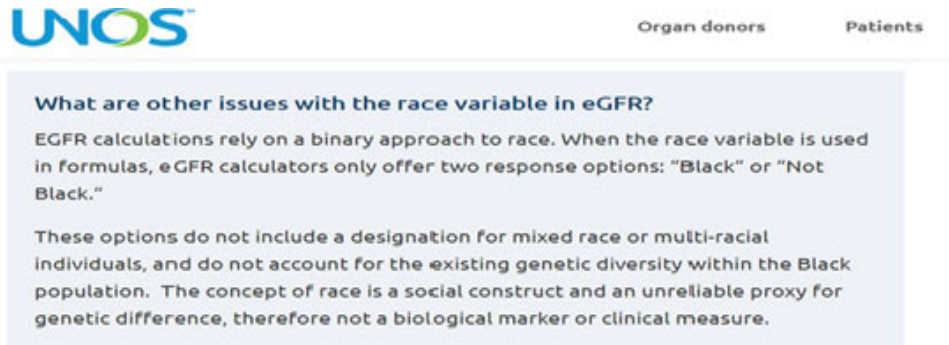 UNOS
Organ donors Patients
What are other issues with the race variable in eGFR?
EGFR calculations rely on a binary approach to race. When the race variable is used
in formulas, eGFR calculators only offer two response options: “Black” or “Not
Black.”
These options do not include a designation for mixed race or multi-racial
individuals, and do not account for the existing genetic diversity within the Black
population. The concept of race is a social construct and an unreliable proxy for
genetic difference, therefore not a biological marker or clinical measure.